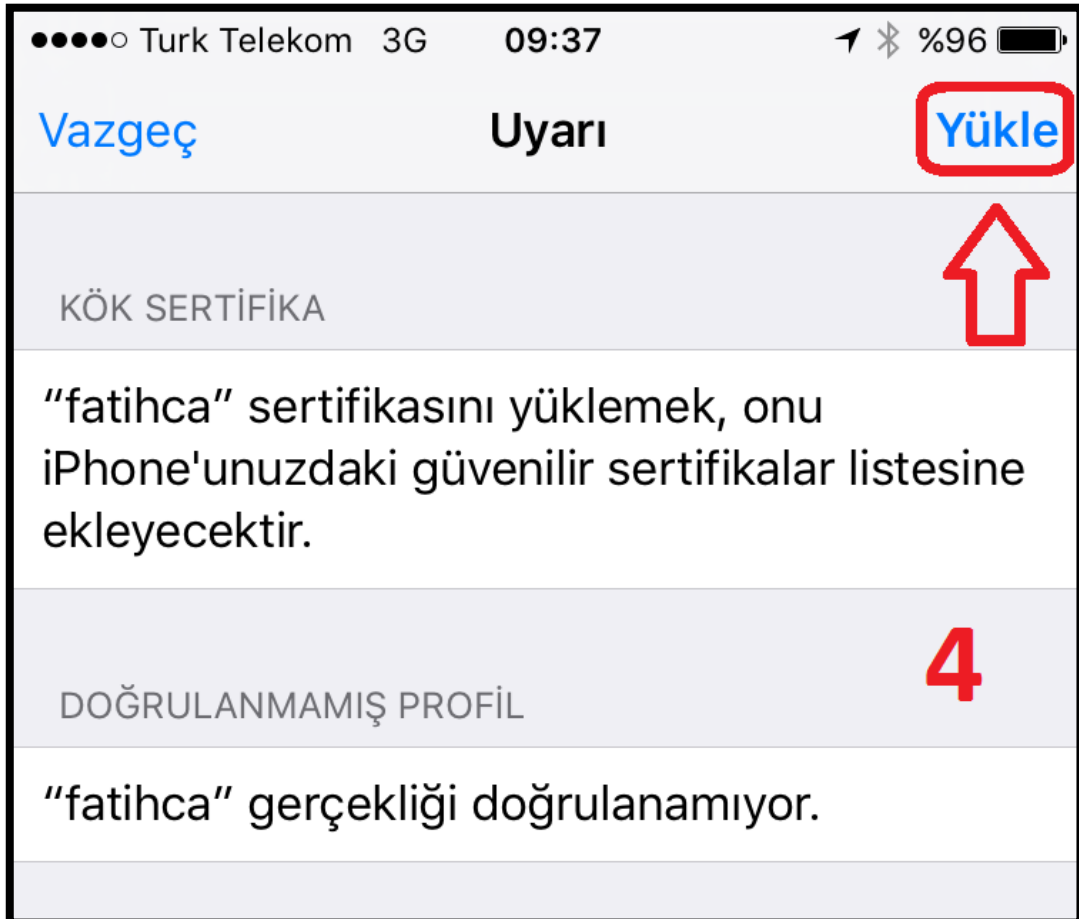 Turk Telekom 3G 09:37 %96
Vazgeç Uyarı Yükle
KÖK SERTİFİKA
“fatihca” sertifikasını yüklemek, onu
iPhone'unuzdaki güvenilir sertifikalar listesine
ekleyecektir.
4
DOĞRULANMAMIŞ PROFİL
“fatihca” gerçekliği doğrulanamıyor.